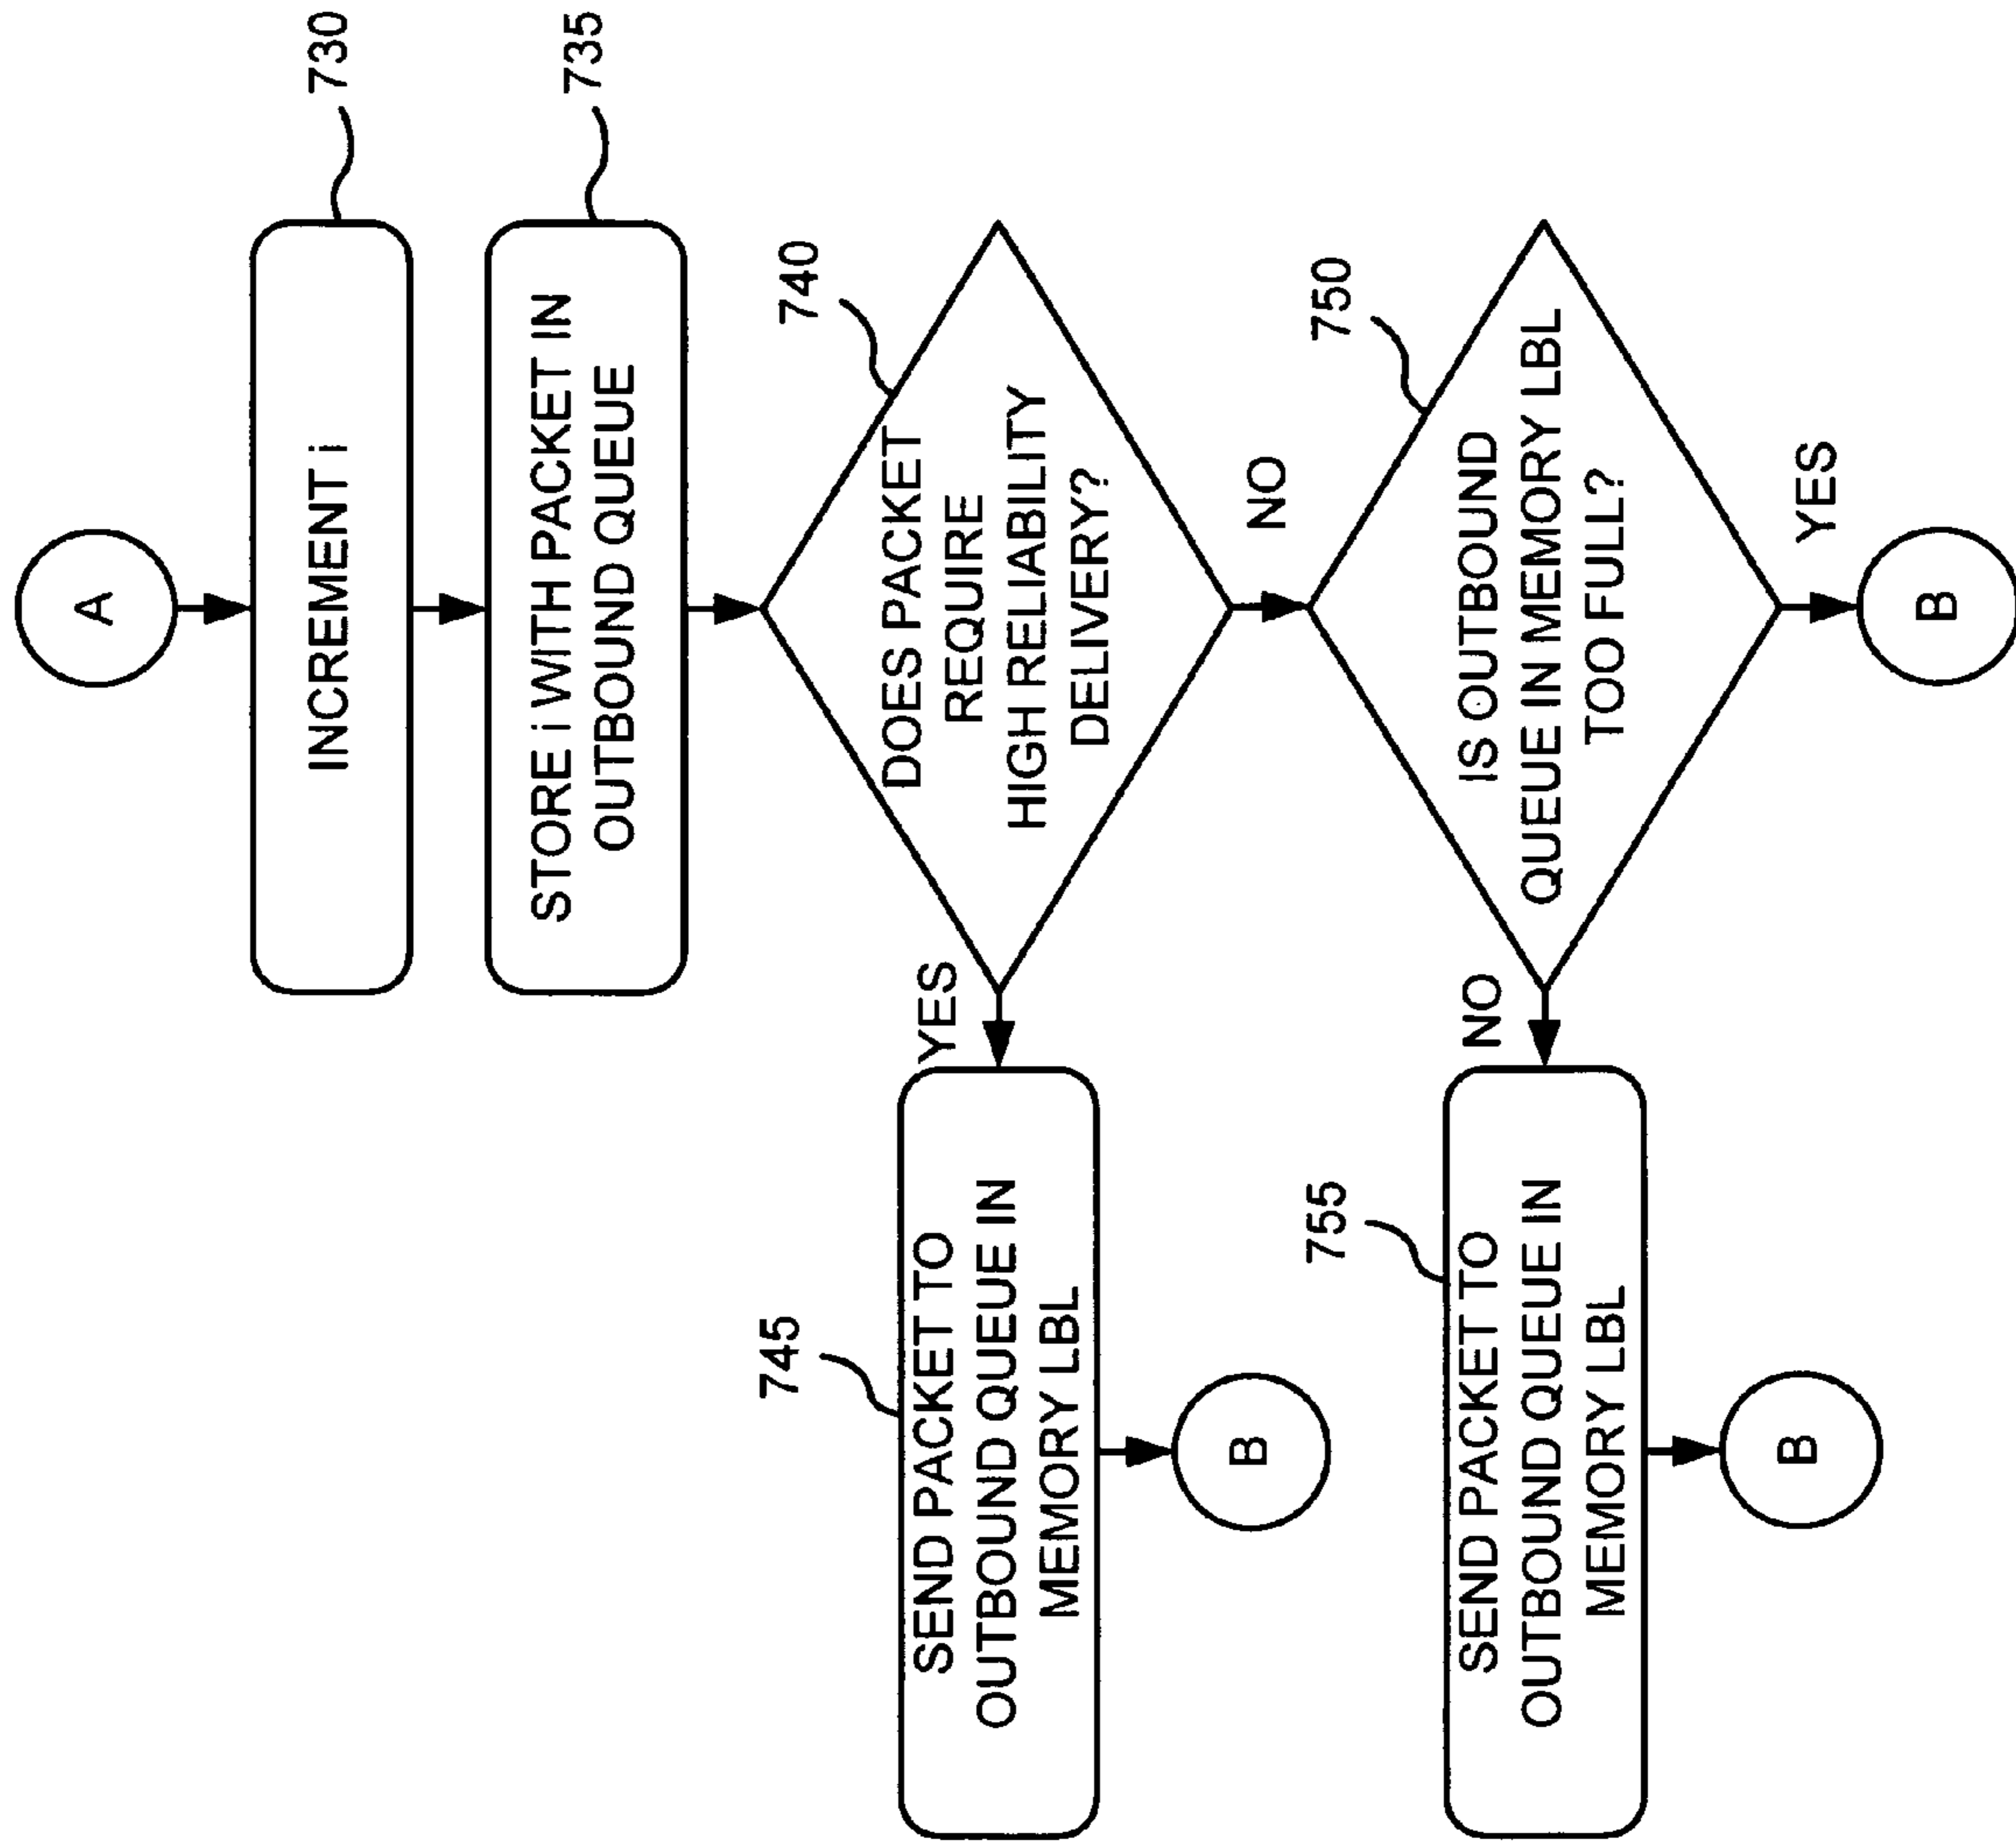 A
INCREMENT i
730
STORE i WITH PACKET IN
OUTBOUND QUEUE
735
DOES PACKET
REQUIRE
HIGH RELIABILITY
DELIVERY?
740
YES
SEND PACKET TO
OUTBOUND QUEUE IN
MEMORY LBL
745
B
NO
IS OUTBOUND
QUEUE IN MEMORY LBL
TOO FULL?
750
NO
SEND PACKET TO
OUTBOUND QUEUE IN
MEMORY LBL
755
B
YES
B